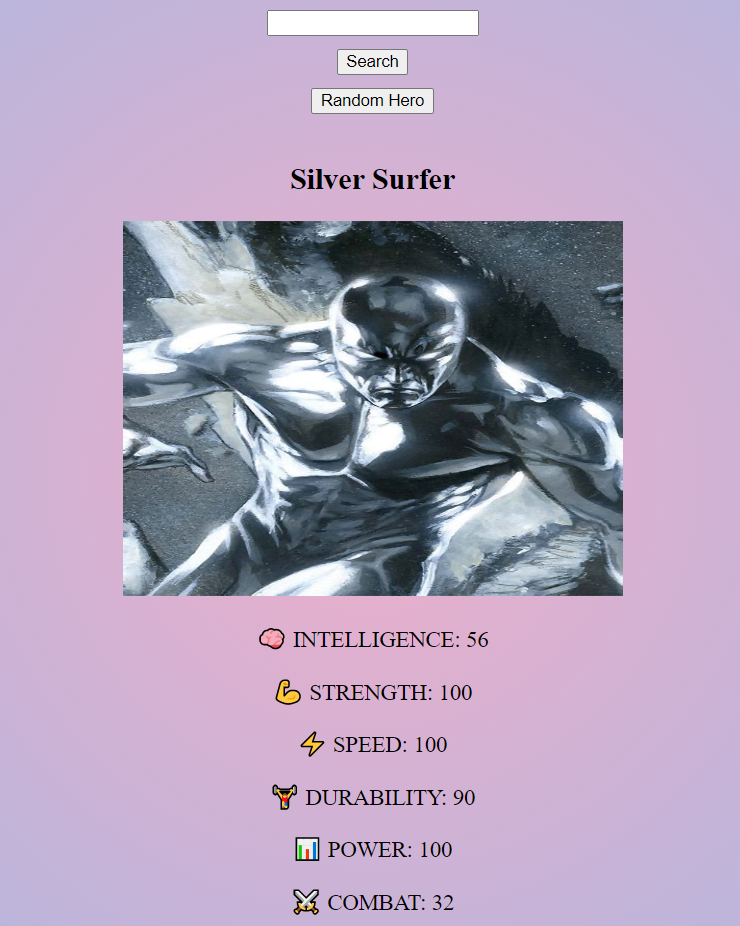 Search
Random Hero
Silver Surfer
🧠 INTELLIGENCE: 56
💪 STRENGTH: 100
⚡ SPEED: 100
🏋️ DURABILITY: 90
📊 POWER: 100
⚔️ COMBAT: 32